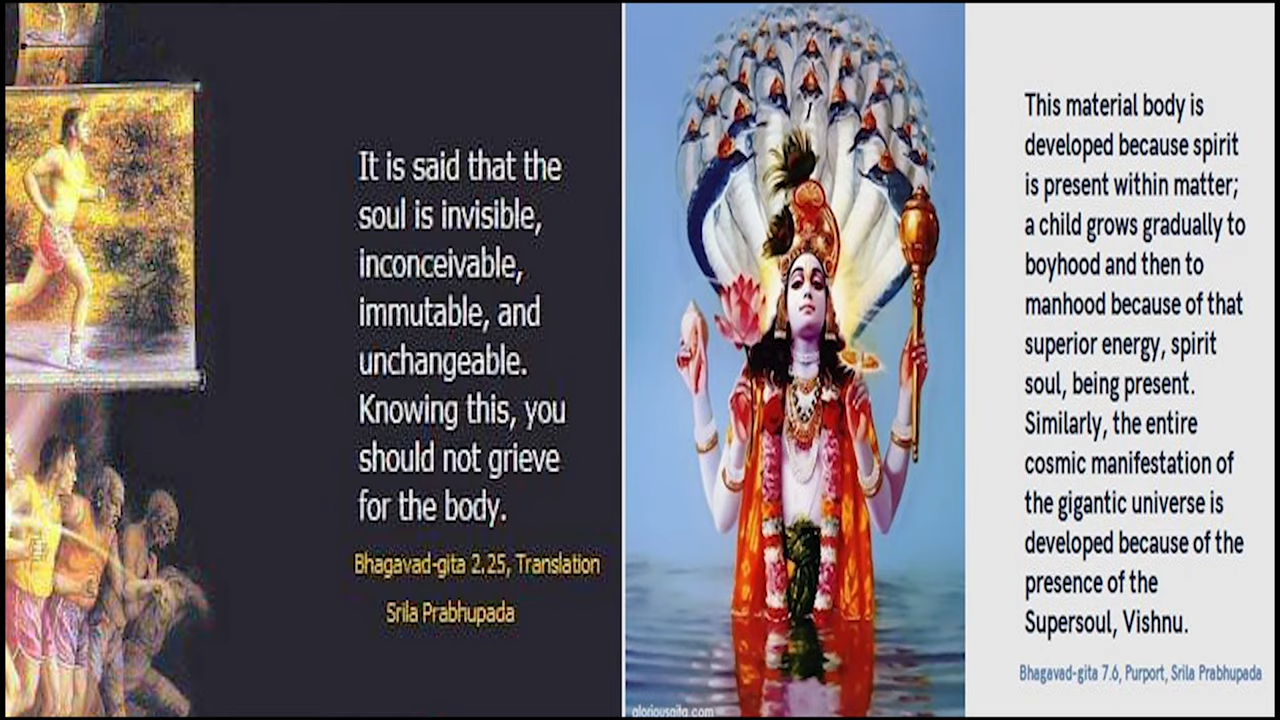 It is said that the
soul is invisible,
inconceivable,
immutable, and
unchangeable.
Knowing this, you
should not grieve
for the body.
Bhagavad-gita 2.25, Translation
Srila Prabhupada
gloriousgita.com
This material body is
developed because spirit
is present within matter;
a child grows gradually to
boyhood and then to
manhood because of that
superior energy, spirit
soul, being present.
Similarly, the entire
cosmic manifestation of
the gigantic universe is
developed because of the
presence of the
Supersoul, Vishnu.
Bhagavad-gita 7.6, Purport, Srila Prabhupada